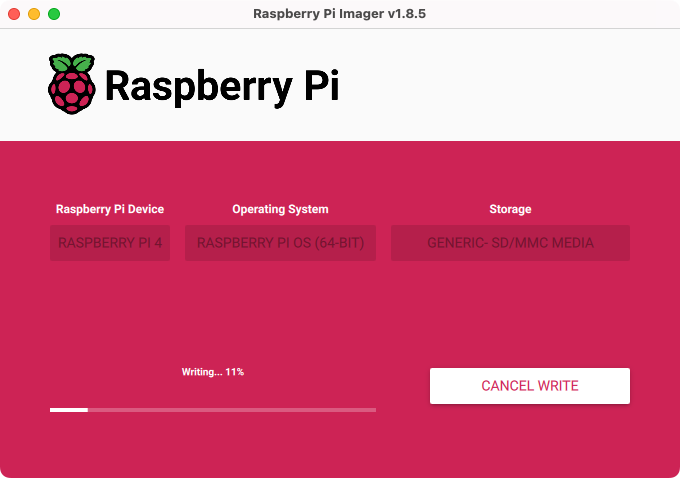 Raspberry Pi Imager v1.8.5
Raspberry Pi
Raspberry Pi Device
Operating System
Storage
RASPBERRY PI 4
RASPBERRY PI OS (64-BIT)
GENERIC- SD/MMC MEDIA
Writing... 11%
CANCEL WRITE